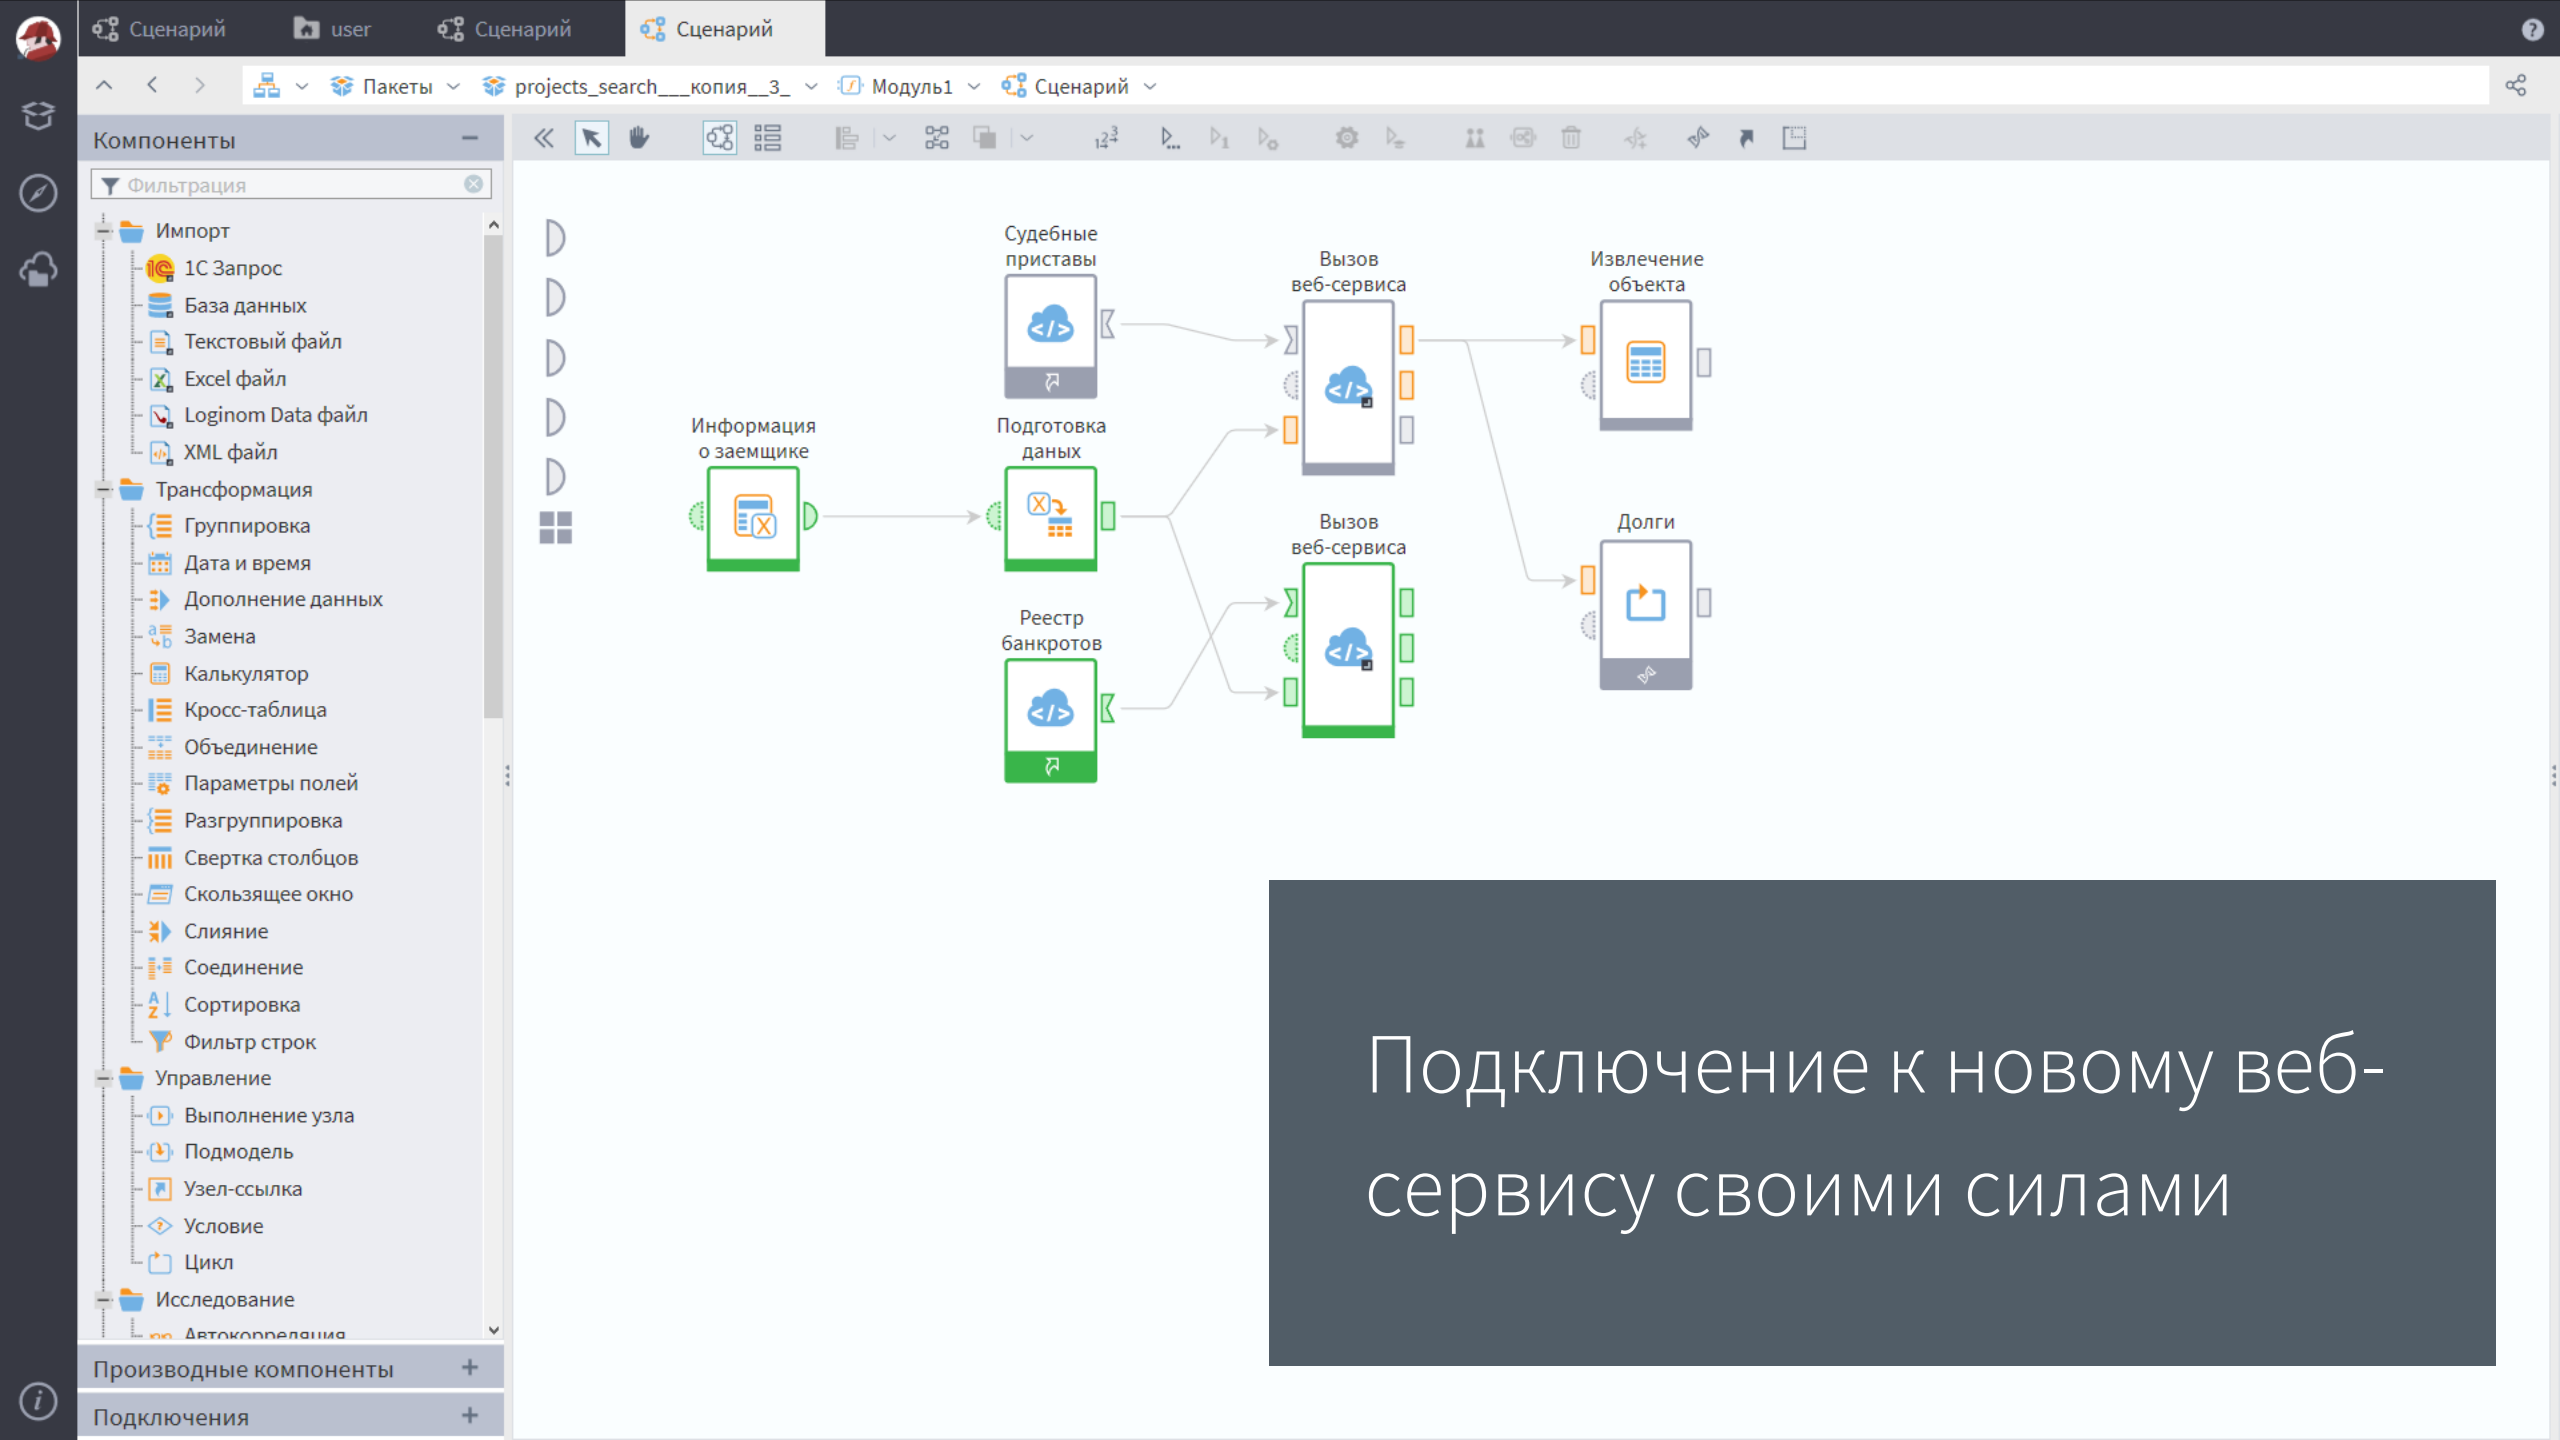 Сценарий
user
Сценарий
Сценарий
Пакеты
projects_search___копия__3_
Модуль1
Сценарий
Компоненты
Фильтрация
Импорт
1С Запрос
База данных
Текстовый файл
Excel файл
Loginom Data файл
XML файл
Трансформация
Группировка
Дата и время
Дополнение данных
Замена
Калькулятор
Кросс-таблица
Объединение
Параметры полей
Разгруппировка
Свертка столбцов
Скользящее окно
Слияние
Соединение
Сортировка
Фильтр строк
Управление
Выполнение узла
Подмодель
Узел-ссылка
Условие
Цикл
Исследование
Автокорреляция
Производные компоненты
Подключения
Судебные
приставы
Вызов
веб-сервиса
Извлечение
объекта
Информация
о заемщике
Подготовка
даных
Вызов
веб-сервиса
Долги
Реестр
банкротов
Подключение к новому веб-
сервису своими силами